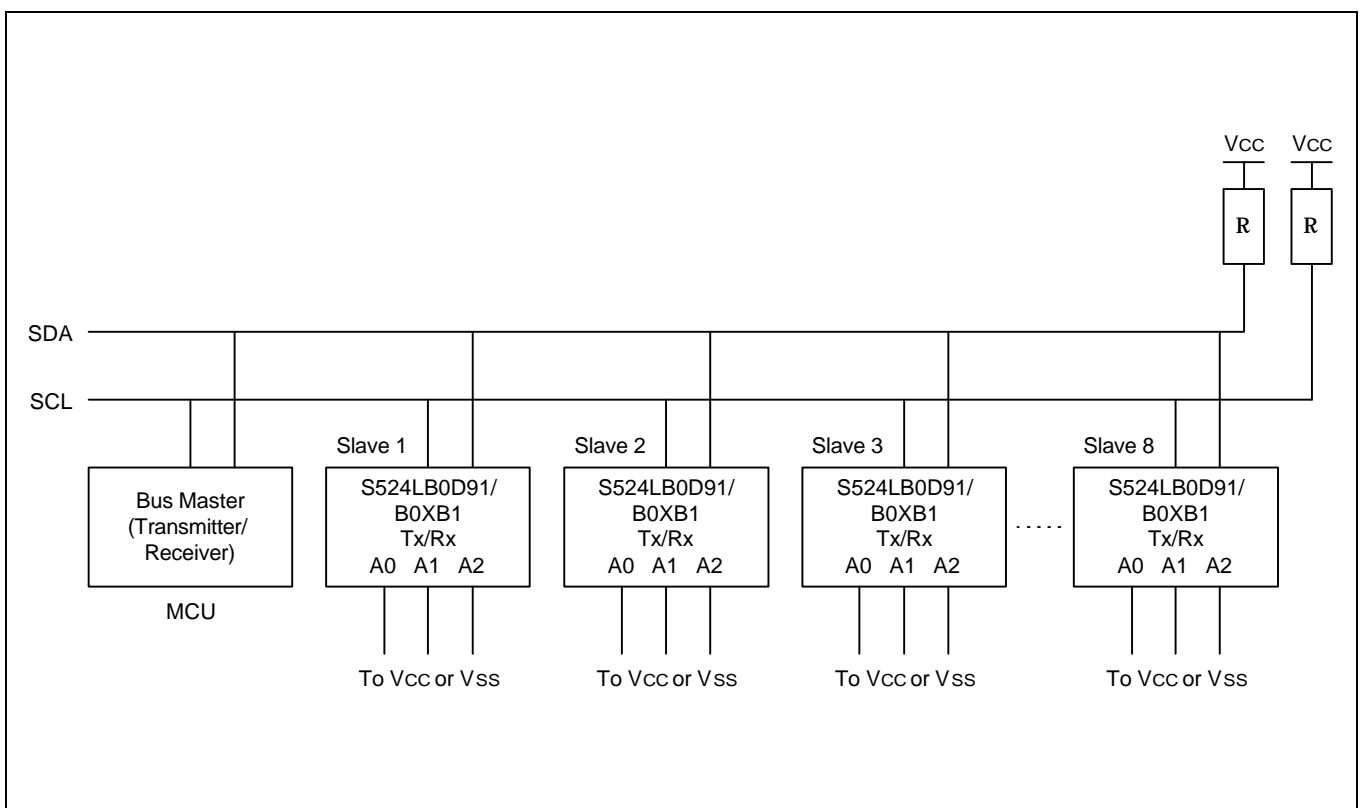 VCC VCC
R R
SDA
SCL
Slave 1 Slave 2 Slave 3 Slave 8
Bus Master
(Transmitter/
Receiver)
MCU
S524LB0D91/
B0XB1
Tx/Rx
A0 A1 A2
To VCC or VSS
S524LB0D91/
B0XB1
Tx/Rx
A0 A1 A2
To VCC or VSS
S524LB0D91/
B0XB1
Tx/Rx
A0 A1 A2
To VCC or VSS
.....
S524LB0D91/
B0XB1
Tx/Rx
A0 A1 A2
To VCC or VSS